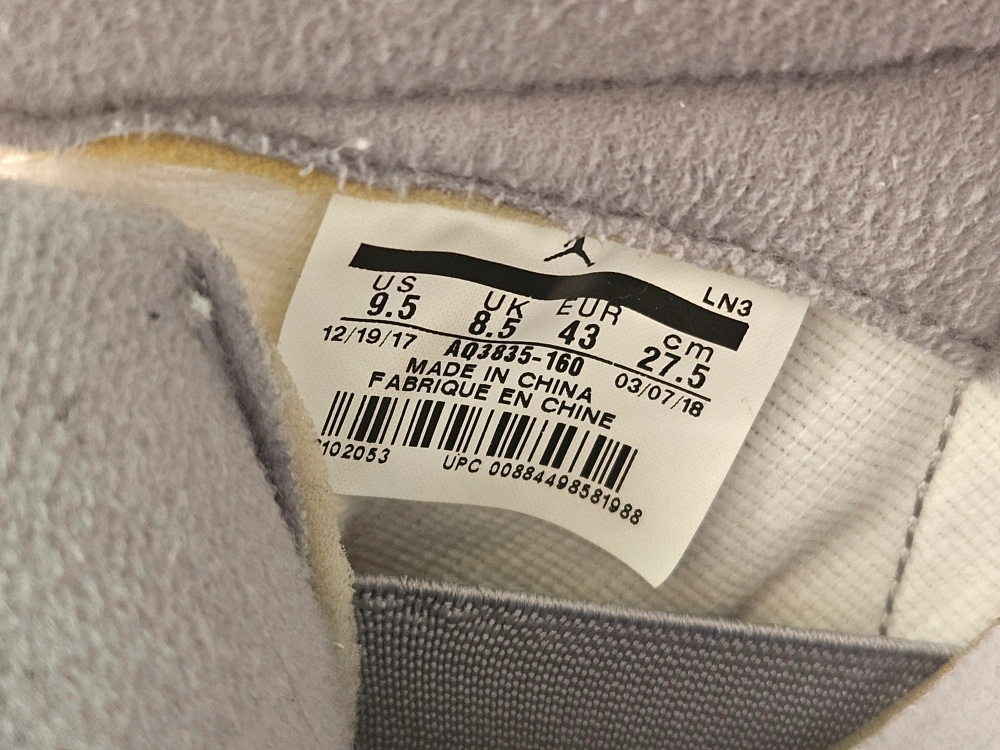 LN3
US UK EUR cm
9.5 8.5 43 27.5
12/19/17 AQ3835-160 03/07/18
MADE IN CHINA
FABRIQUE EN CHINE
102053 UPC 00884498581988